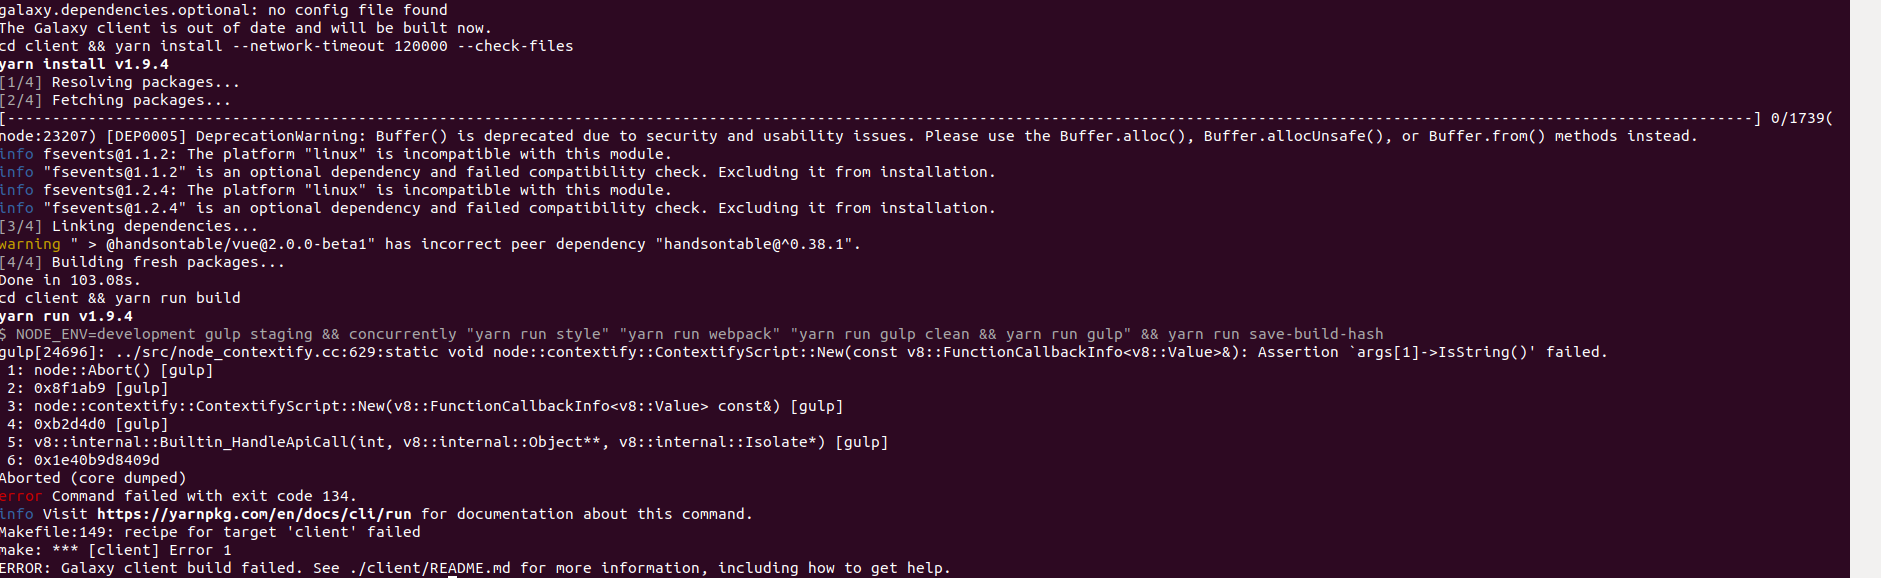 galaxy.dependencies.optional: no config file found
The Galaxy client is out of date and will be built now.
cd client && yarn install --network-timeout 120000 --check-files
yarn install v1.9.4
[1/4] Resolving packages...
[2/4] Fetching packages...
[--------------------------------------------------------------------------------------------------------------------------------------------------------------------------------------------------] 0/1739(
node:23207) [DEP0005] DeprecationWarning: Buffer() is deprecated due to security and usability issues. Please use the Buffer.alloc(), Buffer.allocUnsafe(), or Buffer.from() methods instead.
info fsevents@1.1.2: The platform "linux" is incompatible with this module.
info "fsevents@1.1.2" is an optional dependency and failed compatibility check. Excluding it from installation.
info fsevents@1.2.4: The platform "linux" is incompatible with this module.
info "fsevents@1.2.4" is an optional dependency and failed compatibility check. Excluding it from installation.
[3/4] Linking dependencies...
warning " > @handsontable/vue@2.0.0-beta1" has incorrect peer dependency "handsontable@^0.38.1".
[4/4] Building fresh packages...
Done in 103.08s.
cd client && yarn run build
yarn run v1.9.4
$ NODE_ENV=development gulp staging && concurrently "yarn run style" "yarn run webpack" "yarn run gulp clean && yarn run gulp" && yarn run save-build-hash
gulp[24696]: ../src/node_contextify.cc:629:static void node::contextify::ContextifyScript::New(const v8::FunctionCallbackInfo<v8::Value>&): Assertion `args[1]->IsString()' failed.
1: node::Abort() [gulp]
2: 0x8f1ab9 [gulp]
3: node::contextify::ContextifyScript::New(v8::FunctionCallbackInfo<v8::Value> const&) [gulp]
4: 0xb2d4d0 [gulp]
5: v8::internal::Builtin_HandleApiCall(int, v8::internal::Object**, v8::internal::Isolate*) [gulp]
6: 0x1e40b9d8409d
Aborted (core dumped)
error Command failed with exit code 134.
info Visit https://yarnpkg.com/en/docs/cli/run for documentation about this command.
Makefile:149: recipe for target 'client' failed
make: *** [client] Error 1
ERROR: Galaxy client build failed. See ./client/README.md for more information, including how to get help.